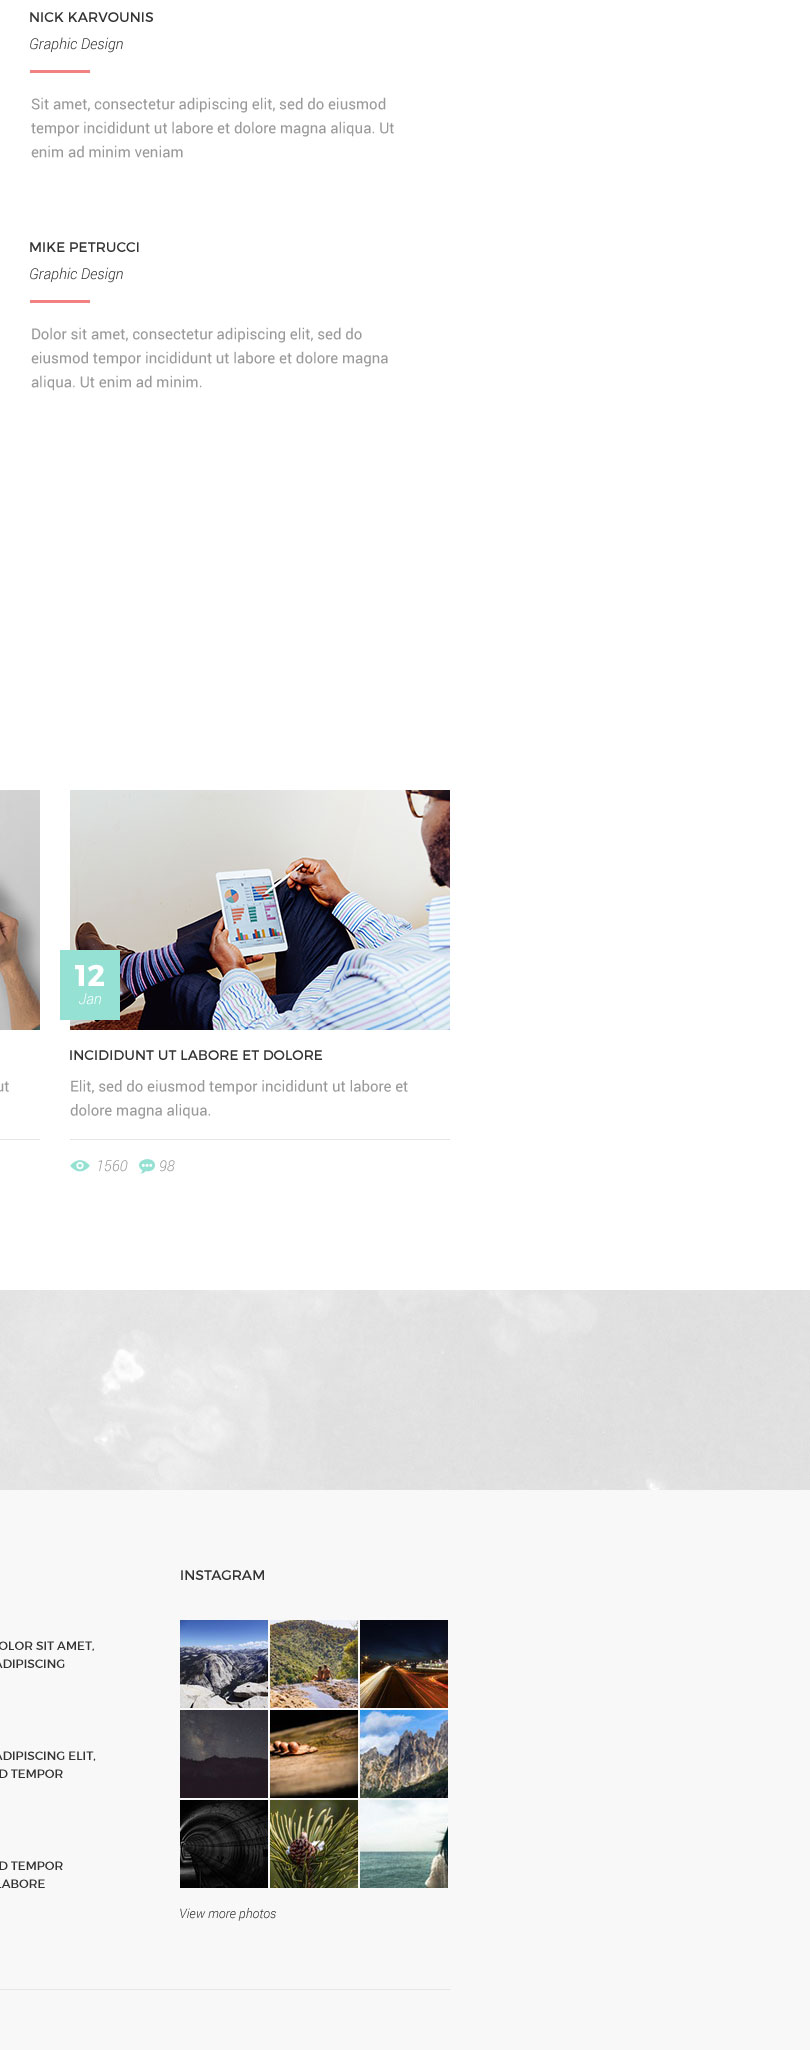 NICK KARVOUNIS
Graphic Design
Sit amet, consectetur adipiscing elit, sed do eiusmod
tempor incididunt ut labore et dolore magna aliqua. Ut
enim ad minim veniam
MIKE PETRUCCI
Graphic Design
Dolor sit amet, consectetur adipiscing elit, sed do
eiusmod tempor incididunt ut labore et dolore magna
aliqua. Ut enim ad minim.
12
Jan
INCIDIDUNT UT LABORE ET DOLORE
ut
Elit, sed do eiusmod tempor incididunt ut labore et
dolore magna aliqua.
1560 98
INSTAGRAM
OLOR SIT AMET,
ADIPISCING
ADIPISCING ELIT,
D TEMPOR
D TEMPOR
LABORE
View more photos